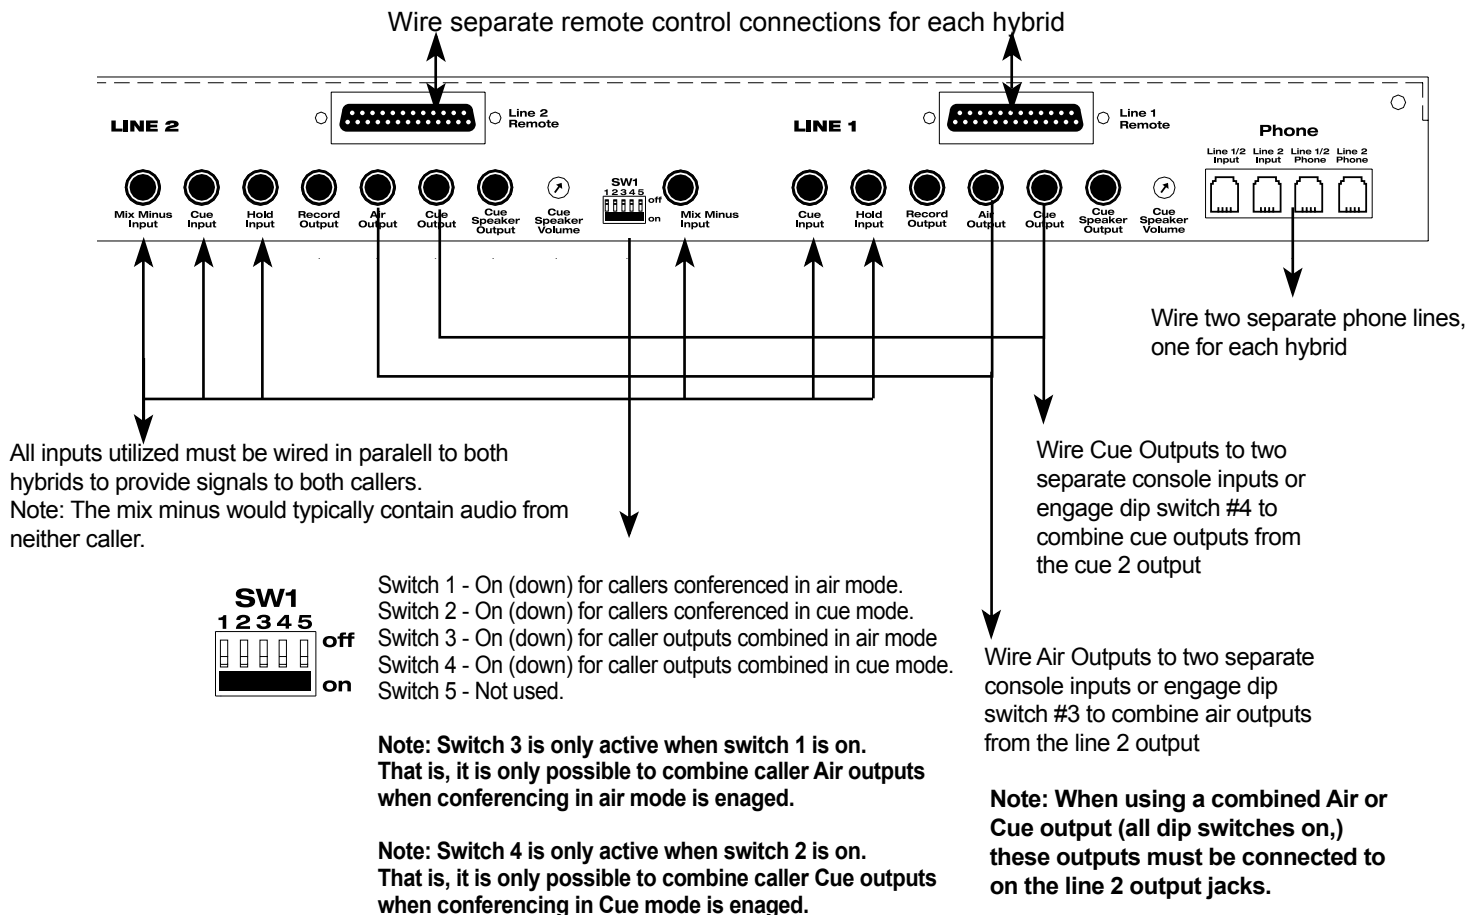 Wire separate remote control connections for each hybrid
LINE 2
Line 2
Remote
LINE 1
Line 1
Remote
Phone
Line 1/2
Input
Line 2
Input
Line 1/2
Phone
Line 2
Phone
Mix Minus
Input
Cue
Input
Hold
Input
Record
Output
Air
Output
Cue
Output
Cue
Speaker
Output
Cue
Speaker
Volume
SW1
1 2 3 4 5
off
on
Mix Minus
Input
Cue
Input
Hold
Input
Record
Output
Air
Output
Cue
Output
Cue
Speaker
Output
Cue
Speaker
Volume
Wire two separate phone lines,
one for each hybrid
All inputs utilized must be wired in paralell to both
hybrids to provide signals to both callers.
Note: The mix minus would typically contain audio from
neither caller.
Wire Cue Outputs to two
separate console inputs or
engage dip switch #4 to
combine cue outputs from
the cue 2 output
SW1
1 2 3 4 5
off
on
Switch 1 - On (down) for callers conferenced in air mode.
Switch 2 - On (down) for callers conferenced in cue mode.
Switch 3 - On (down) for caller outputs combined in air mode
Switch 4 - On (down) for caller outputs combined in cue mode.
Switch 5 - Not used.
Note: Switch 3 is only active when switch 1 is on.
That is, it is only possible to combine caller Air outputs
when conferencing in air mode is enaged.
Note: Switch 4 is only active when switch 2 is on.
That is, it is only possible to combine caller Cue outputs
when conferencing in Cue mode is enaged.
Wire Air Outputs to two separate
console inputs or engage dip
switch #3 to combine air outputs
from the line 2 output
Note: When using a combined Air or
Cue output (all dip switches on,)
these outputs must be connected to
on the line 2 output jacks.